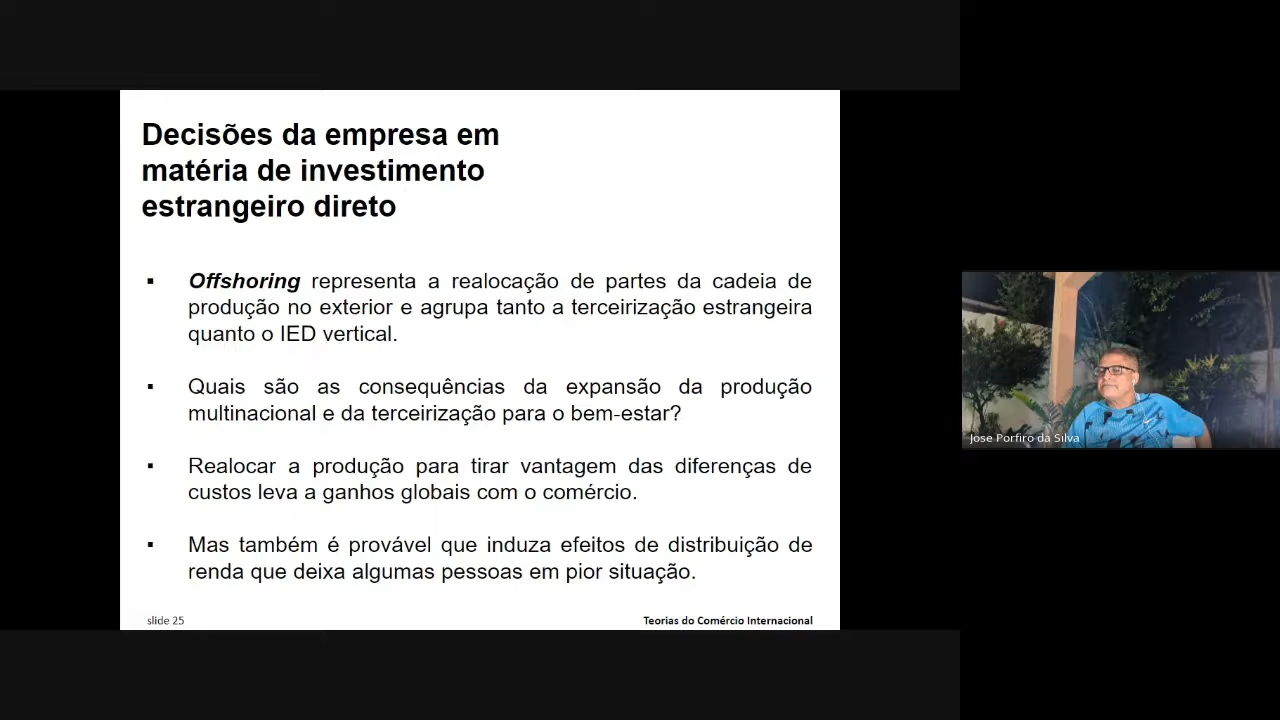 Decisões da empresa em
matéria de investimento
estrangeiro direto
▪ Offshoring representa a realocação de partes da cadeia de
produção no exterior e agrupa tanto a terceirização estrangeira
quanto o IED vertical.
▪ Quais são as consequências da expansão da produção
multinacional e da terceirização para o bem-estar?
▪ Realocar a produção para tirar vantagem das diferenças de
custos leva a ganhos globais com o comércio.
▪ Mas também é provável que induza efeitos de distribuição de
renda que deixa algumas pessoas em pior situação.
slide 25
Teorias do Comércio Internacional
Jose Porfiro da Silva